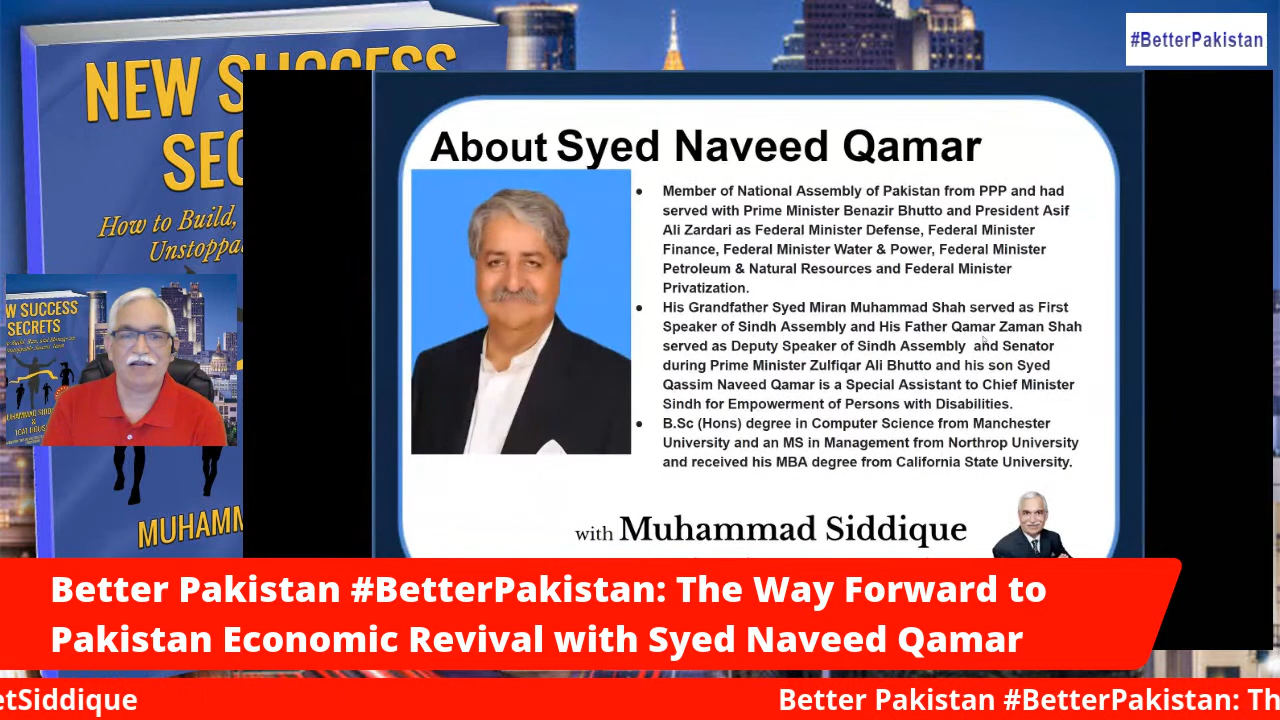 #BetterPakistan
NEW SUCCESS
How to Build,
MUHAMM
W SUCCESS
SECRETS
About Syed Naveed Qamar
• Member of National Assembly of Pakistan from PPP and had
served with Prime Minister Benazir Bhutto and President Asif
Ali Zardari as Federal Minister Defense, Federal Minister
Finance, Federal Minister Water & Power, Federal Minister
Petroleum & Natural Resources and Federal Minister
Privatization.
• His Grandfather Syed Miran Muhammad Shah served as First
Speaker of Sindh Assembly and His Father Qamar Zaman Shah
served as Deputy Speaker of Sindh Assembly and Senator
during Prime Minister Zulfiqar Ali Bhutto and his son Syed
Qassim Naveed Qamar is a Special Assistant to Chief Minister
Sindh for Empowerment of Persons with Disabilities.
• B.Sc (Hons) degree in Computer Science from Manchester
University and an MS in Management from Northrop University
and received his MBA degree from California State University.
with Muhammad Siddique
Better Pakistan #BetterPakistan: The Way Forward to
Pakistan Economic Revival with Syed Naveed Qamar
etSiddique
Better Pakistan #BetterPakistan: Th